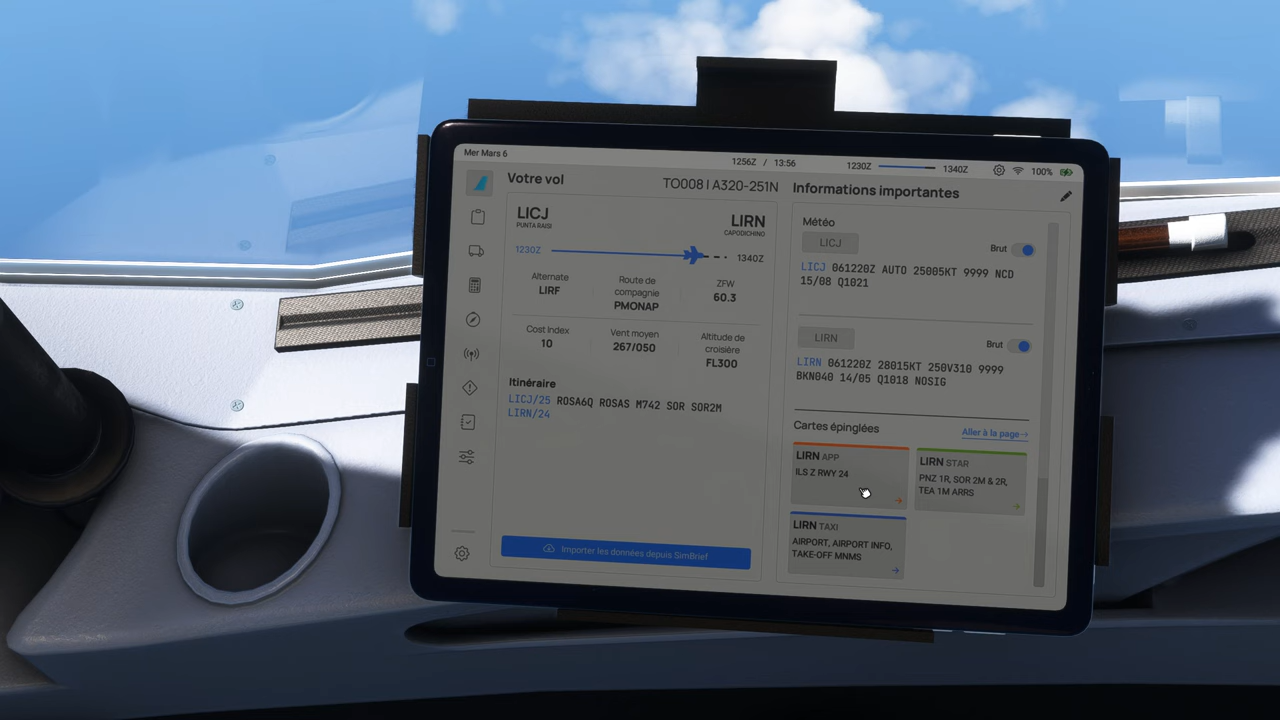 Mer Mars 6
1256Z / 13:56
1230Z
1340Z
100%
Votre vol
TO008 | A320-251N
LICJ
PUNTA RAISI
LIRN
CAPODICHINO
1230Z
1340Z
Alternate
LIRF
Route de
compagnie
PMONAP
ZFW
60.3
Cost Index
10
Vent moyen
267/050
Altitude de
croisière
FL300
Itinéraire
LICJ/25 ROSA6Q ROSAS M742 SOR SOR2M
LIRN/24
Importer les données depuis SimBrief
Informations importantes
Météo
LICJ
Brut
LICJ 061220Z AUTO 25005KT 9999 NCD
15/08 Q1021
LIRN
Brut
LIRN 061220Z 28015KT 250V310 9999
BKN040 14/05 Q1018 NOSIG
Cartes épinglées
Aller à la page→
LIRN APP
ILS Z RWY 24
LIRN STAR
PNZ 1R, SOR 2M & 2R,
TEA 1M ARRS
LIRN TAXI
AIRPORT, AIRPORT INFO,
TAKE-OFF MNMS